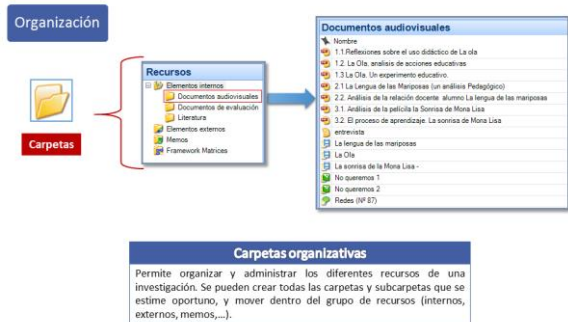 Organización
Carpetas
Recursos
Elementos internos
Documentos audiovisuales
Documentos de evaluación
Literatura
Elementos externos
Memos
Framework Matrices
Documentos audiovisuales
Nombre
1.1.Reflexiones sobre el uso didáctico de La ola
1.2. La Ola, analisis de acciones educativas
1.3 La Ola. Un experimento educativo.
2.1 La Lengua de las Mariposas (un análisis Pedagógico)
2.2. Análisis de la relación docente. alumno La lengua de las mariposas
3.1. Análisis de la película la Sonrisa de Mona Lisa
3.2. El proceso de aprendizaje. La sonrisa de Mona Lisa
entrevista
La lengua de las mariposas
La Ola
La sonrisa de la Mona Lisa -
No queremos 1
No queremos 2
Redes (Nº 87)
Carpetas organizativas
Permite organizar y administrar los diferentes recursos de una
investigación. Se pueden crear todas las carpetas y subcarpetas que se
estime oportuno, y mover dentro del grupo de recursos (internos,
externos, memos,...).